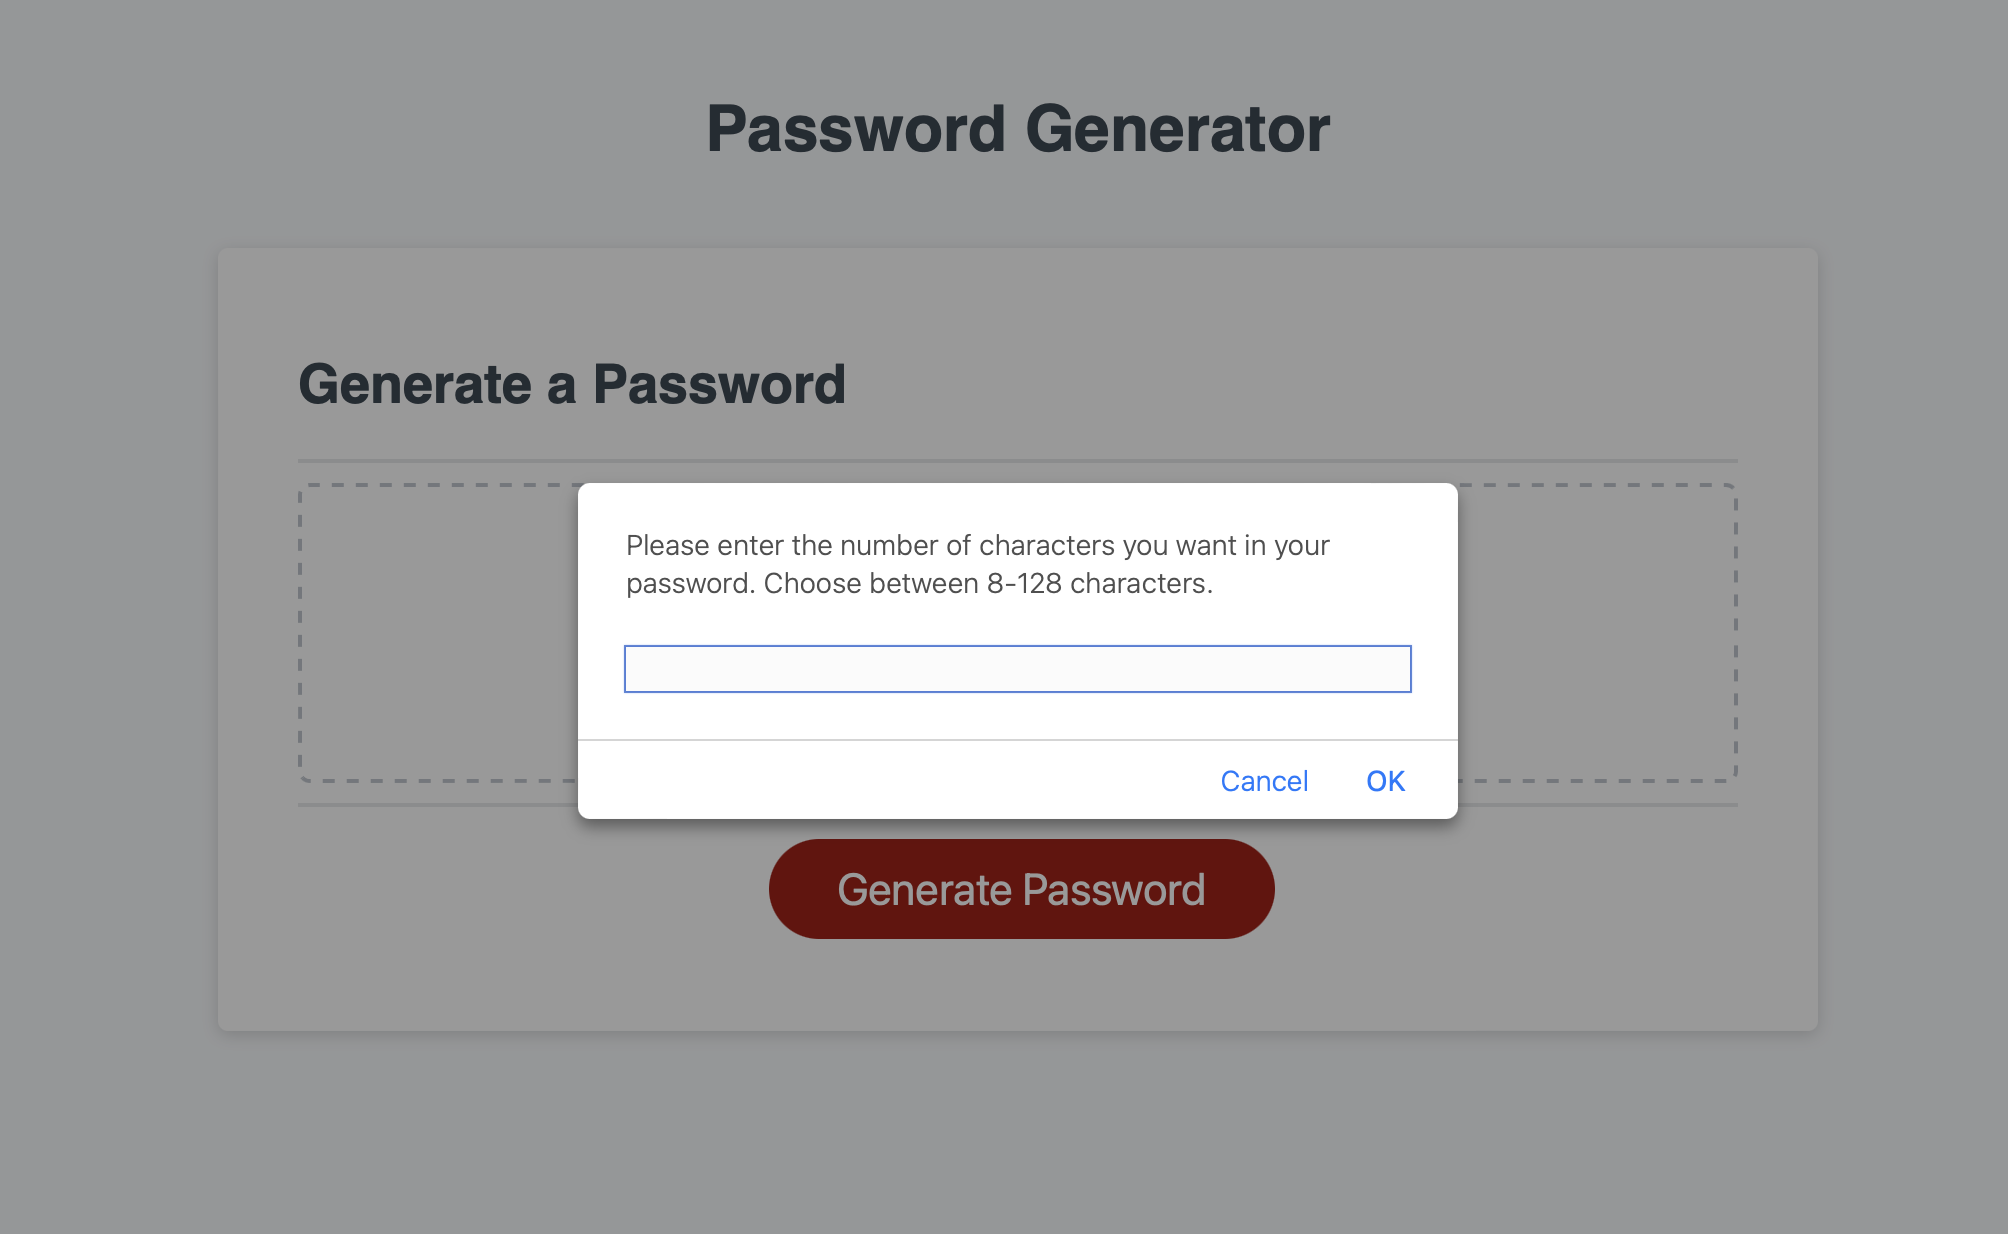 Password Generator
Generate a Password
Please enter the number of characters you want in your
password. Choose between 8-128 characters.
Cancel OK
Generate Password